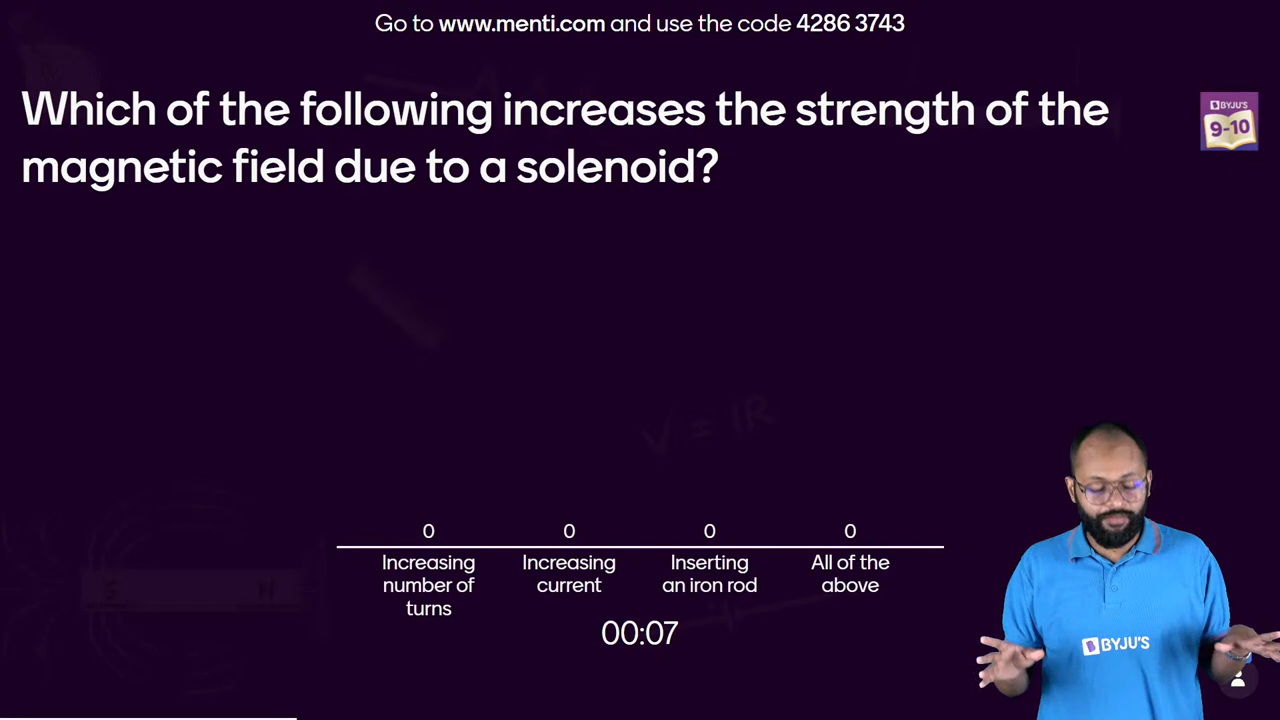 Go to www.menti.com and use the code 4286 3743
Which of the following increases the strength of the
magnetic field due to a solenoid?
BYJU'S
9-10
V = IR
0
0
0
0
Increasing
number of
turns
Increasing
current
Inserting
an iron rod
All of the
above
S
N
00:07
BYJU'S